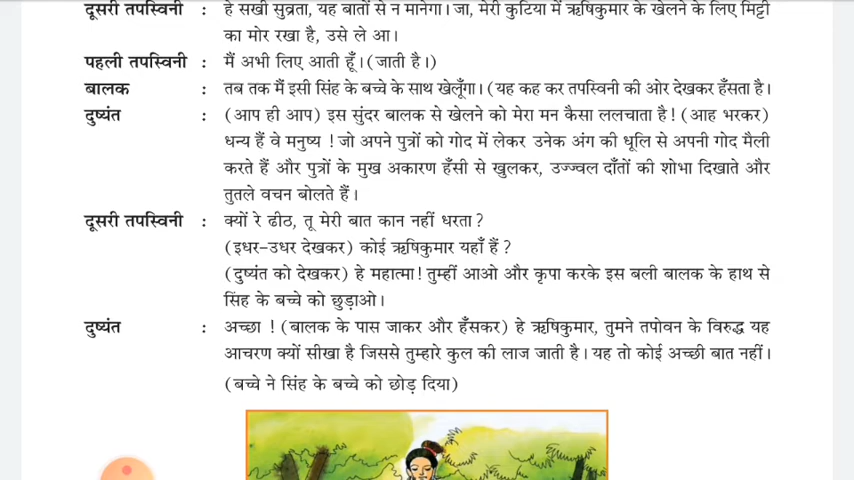 दूसरी तपस्विनी : हे सखी सुव्रता, यह बातों से न मानेगा। जा, मेरी कुटिया में ऋषिकुमार के खेलने के लिए मिट्टी
का मोर रखा है, उसे ले आ।
पहली तपस्विनी : मैं अभी लिए आती हूँ। (जाती है।)
बालक : तब तक मैं इसी सिंह के बच्चे के साथ खेलूँगा। (यह कह कर तपस्विनी की ओर देखकर हँसता है।
दुष्यंत : (आप ही आप) इस सुंदर बालक से खेलने को मेरा मन कैसा ललचाता है! (आह भरकर)
धन्य हैं वे मनुष्य ! जो अपने पुत्रों को गोद में लेकर उनेक अंग की धूलि से अपनी गोद मैली
करते हैं और पुत्रों के मुख अकारण हँसी से खुलकर, उज्ज्वल दाँतों की शोभा दिखाते और
तुतले वचन बोलते हैं।
दूसरी तपस्विनी : क्यों रे ढीठ, तू मेरी बात कान नहीं धरता?
(इधर-उधर देखकर) कोई ऋषिकुमार यहाँ हैं ?
(दुष्यंत को देखकर) हे महात्मा! तुम्हीं आओ और कृपा करके इस बली बालक के हाथ से
सिंह के बच्चे को छुड़ाओ।
दुष्यंत : अच्छा ! (बालक के पास जाकर और हँसकर) हे ऋषिकुमार, तुमने तपोवन के विरुद्ध यह
आचरण क्यों सीखा है जिससे तुम्हारे कुल की लाज जाती है। यह तो कोई अच्छी बात नहीं।
(बच्चे ने सिंह के बच्चे को छोड़ दिया)